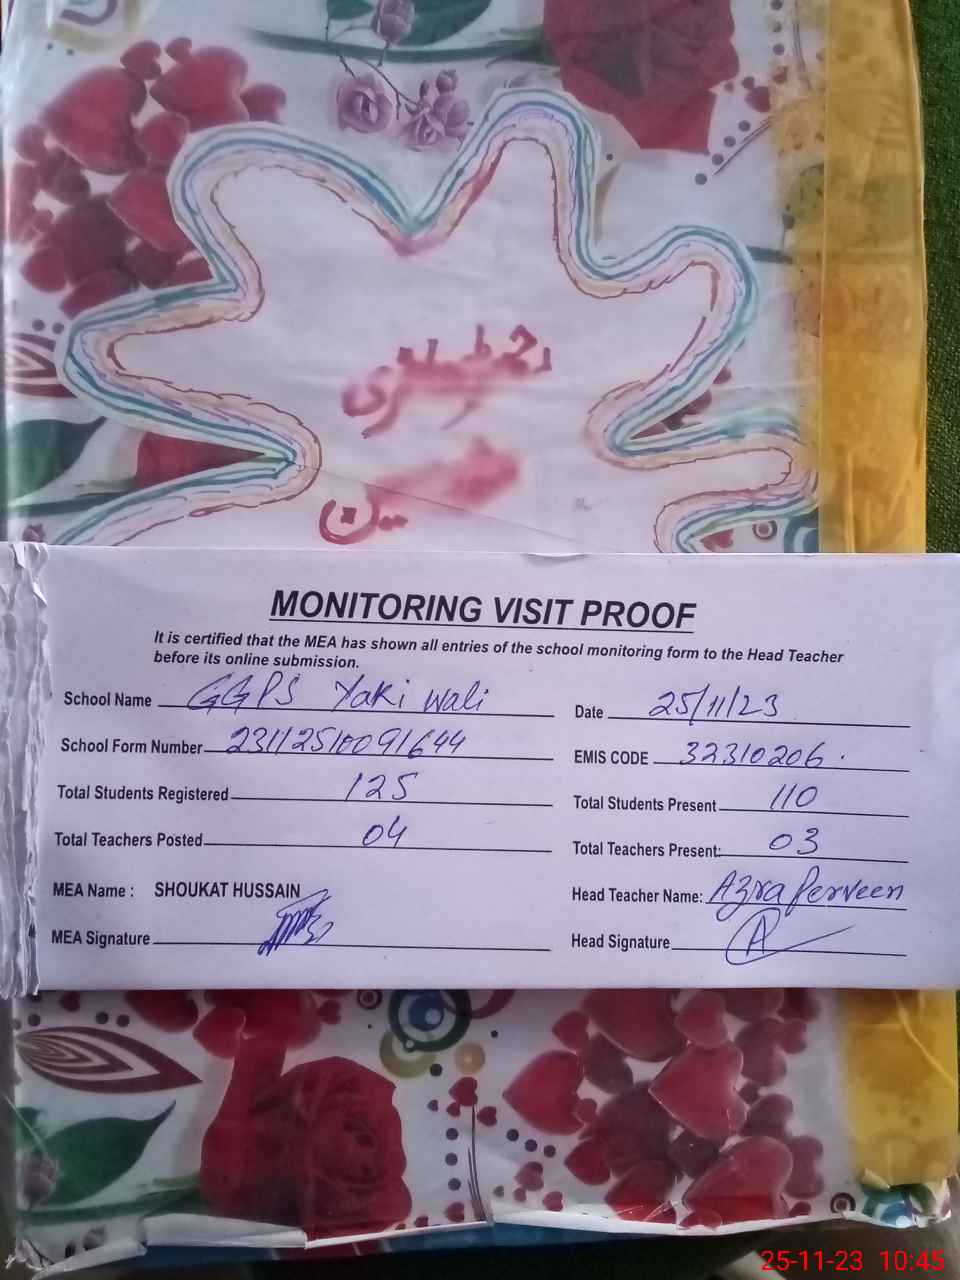 رجسٹر حاضری
MONITORING VISIT PROOF
It is certified that the MEA has shown all entries of the school monitoring form to the Head Teacher
before its online submission.
School Name GGPS Yaki wali Date 25/11/23
School Form Number 23112510091644 EMIS CODE 32310206.
Total Students Registered 125 Total Students Present 110
Total Teachers Posted 04 Total Teachers Present: 03
MEA Name : SHOUKAT HUSSAIN Head Teacher Name: Azra Perveen
MEA Signature Head Signature
25-11-23 10:45